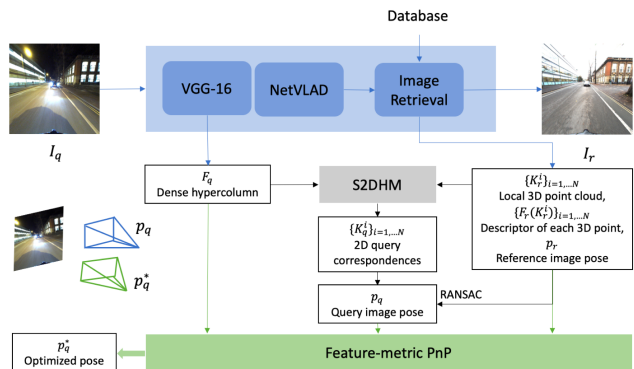 Database
VGG-16
NetVLAD
Image
Retrieval
I_q
I_r
F_q
Dense hypercolumn
S2DHM
{K_r^i}_{i=1,...N}
Local 3D point cloud,
{F_r(K_r^i)}_{i=1,...N}
Descriptor of each 3D point,
p_r
Reference image pose
{K_q^i}_{i=1,...N}
2D query
correspondences
p_q
p_q^*
RANSAC
p_q
Query image pose
p_q^*
Optimized pose
Feature-metric PnP